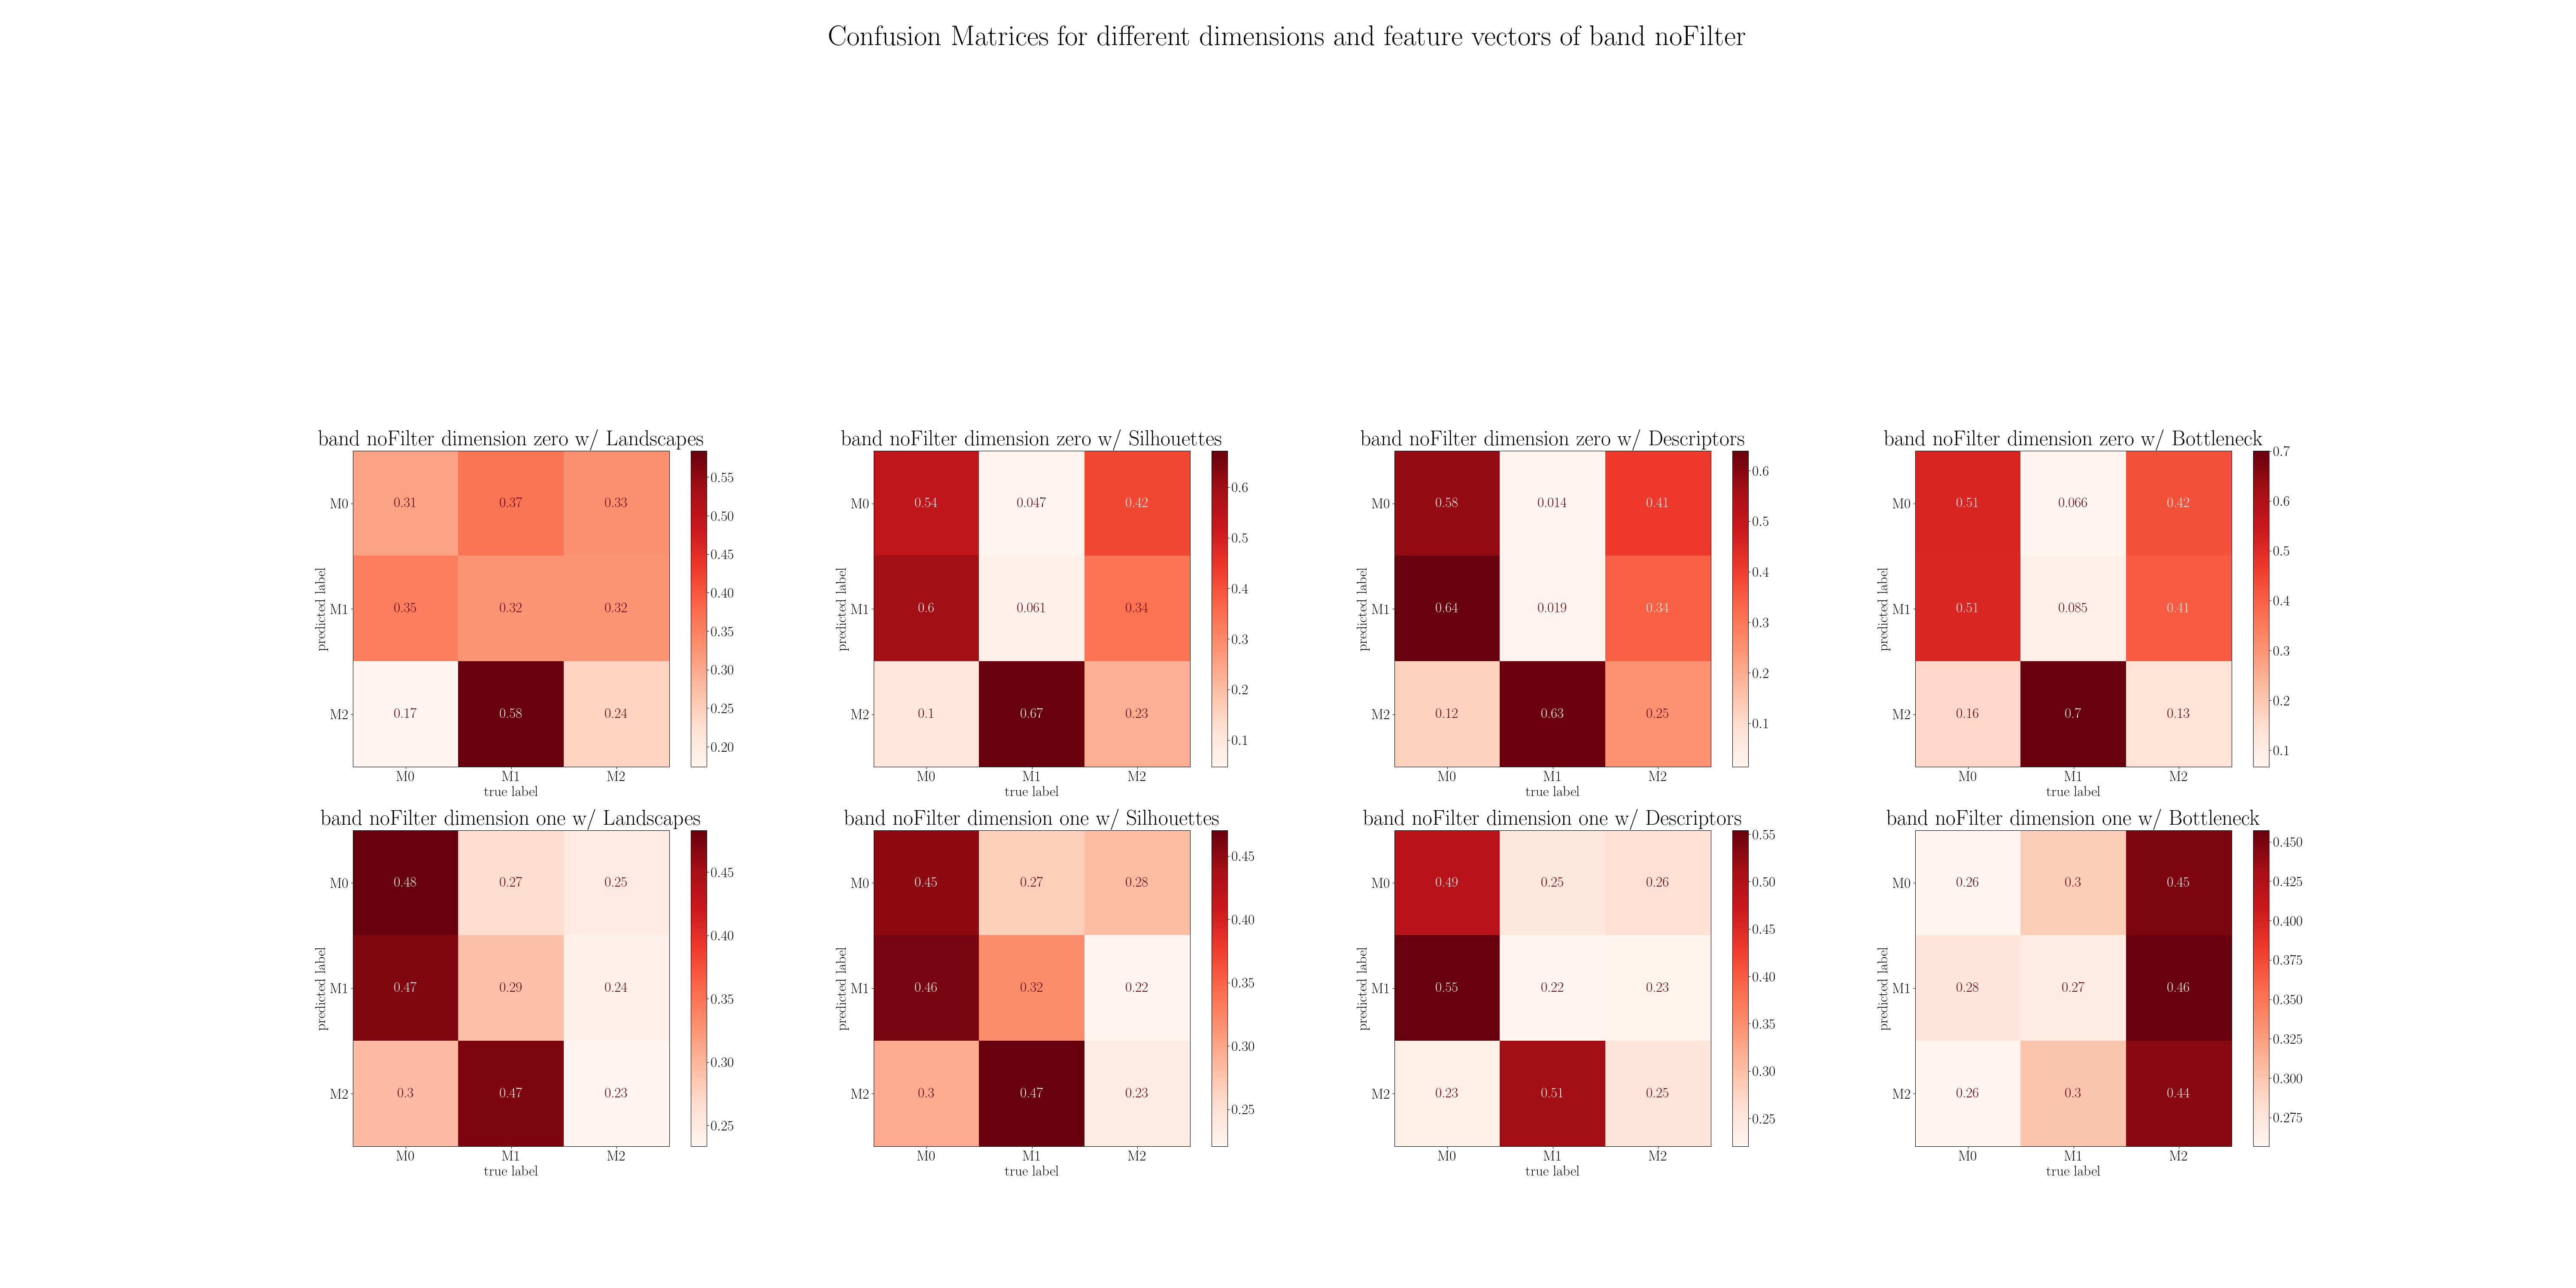 Confusion Matrices for different dimensions and feature vectors of band noFilter
band noFilter dimension zero w/ Landscapes
predicted label
M0 0.31 0.37 0.33
M1 0.35 0.32 0.32
M2 0.17 0.58 0.24
M0 M1 M2
true label
0.55
0.50
0.45
0.40
0.35
0.30
0.25
0.20
band noFilter dimension zero w/ Silhouettes
predicted label
M0 0.54 0.047 0.42
M1 0.6 0.061 0.34
M2 0.1 0.67 0.23
M0 M1 M2
true label
0.6
0.5
0.4
0.3
0.2
0.1
band noFilter dimension zero w/ Descriptors
predicted label
M0 0.58 0.014 0.41
M1 0.64 0.019 0.34
M2 0.12 0.63 0.25
M0 M1 M2
true label
0.6
0.5
0.4
0.3
0.2
0.1
band noFilter dimension zero w/ Bottleneck
predicted label
M0 0.51 0.066 0.42
M1 0.51 0.085 0.41
M2 0.16 0.7 0.13
M0 M1 M2
true label
0.7
0.6
0.5
0.4
0.3
0.2
0.1
band noFilter dimension one w/ Landscapes
predicted label
M0 0.48 0.27 0.25
M1 0.47 0.29 0.24
M2 0.3 0.47 0.23
M0 M1 M2
true label
0.45
0.40
0.35
0.30
0.25
band noFilter dimension one w/ Silhouettes
predicted label
M0 0.45 0.27 0.28
M1 0.46 0.32 0.22
M2 0.3 0.47 0.23
M0 M1 M2
true label
0.45
0.40
0.35
0.30
0.25
band noFilter dimension one w/ Descriptors
predicted label
M0 0.49 0.25 0.26
M1 0.55 0.22 0.23
M2 0.23 0.51 0.25
M0 M1 M2
true label
0.55
0.50
0.45
0.40
0.35
0.30
0.25
band noFilter dimension one w/ Bottleneck
predicted label
M0 0.26 0.3 0.45
M1 0.28 0.27 0.46
M2 0.26 0.3 0.44
M0 M1 M2
true label
0.450
0.425
0.400
0.375
0.350
0.325
0.300
0.275